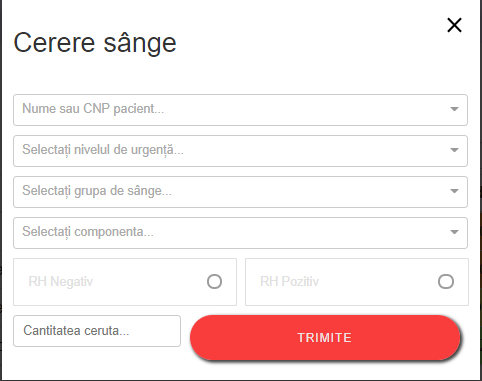 Cerere sânge
Nume sau CNP pacient...
Selectați nivelul de urgență...
Selectați grupa de sânge...
Selectați componenta...
RH Negativ
RH Pozitiv
Cantitatea ceruta...
TRIMITE